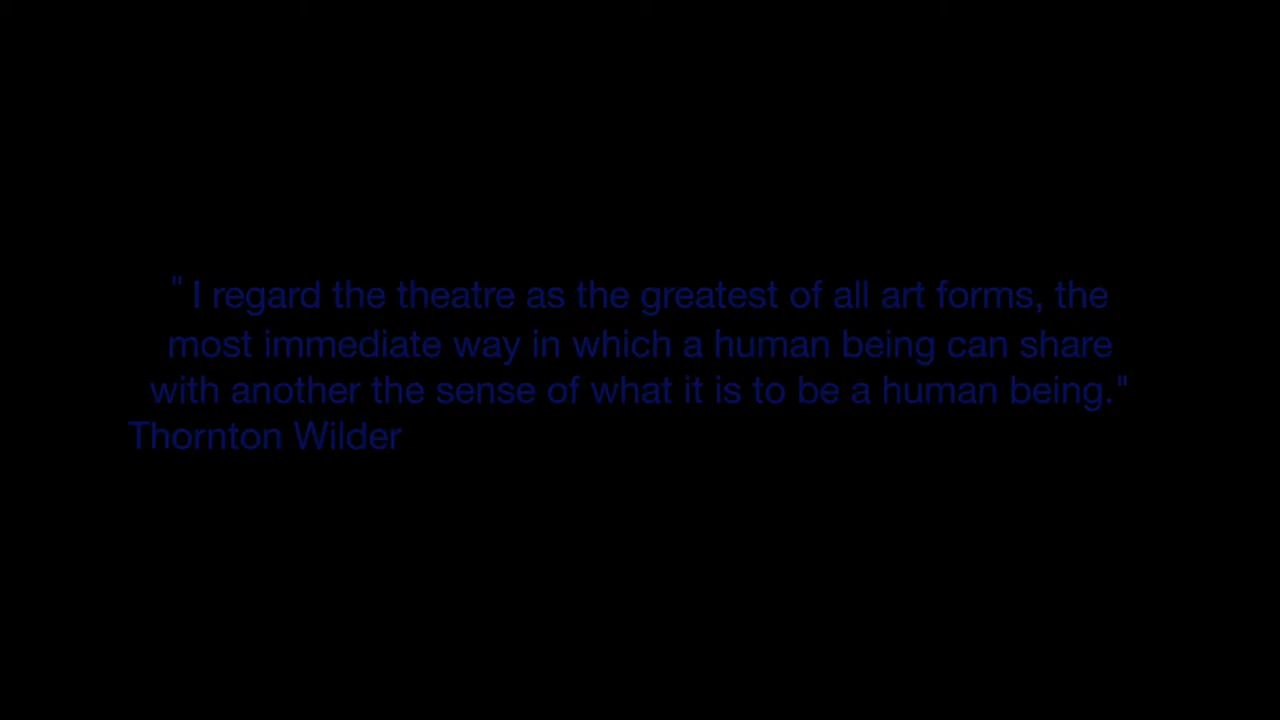 " I regard the theatre as the greatest of all art forms, the
most immediate way in which a human being can share
with another the sense of what it is to be a human being."
Thornton Wilder